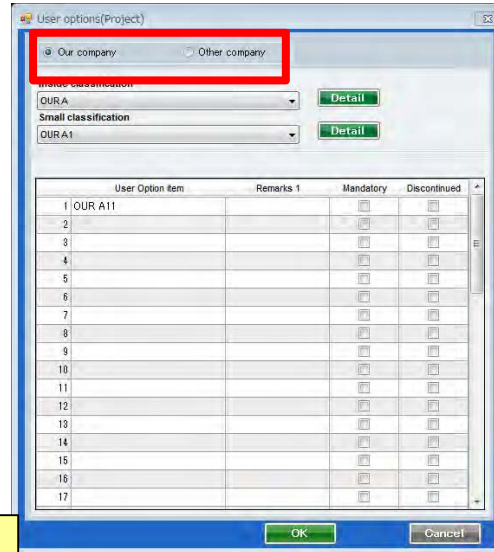 User options(Project)
Our company Other company
Inside classification
OUR A Detail
Small classification
OUR A1 Detail
User Option item Remarks 1 Mandatory Discontinued
1 OUR A11
2
3
4
5
6
7
8
9
10
11
12
13
14
15
16
17
OK Cancel